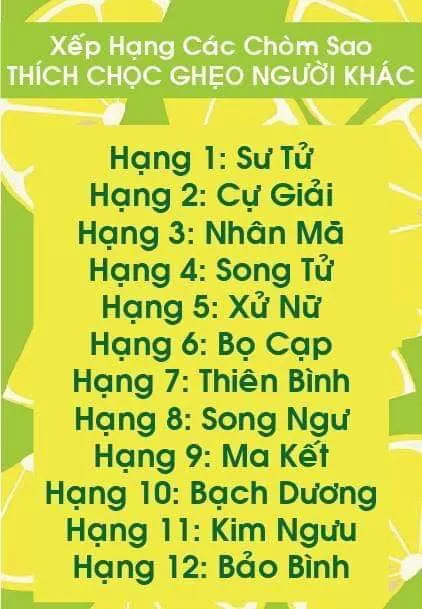 Xếp Hạng Các Chòm Sao
THÍCH CHỌC GHẸO NGƯỜI KHÁC
Hạng 1: Sư Tử
Hạng 2: Cự Giải
Hạng 3: Nhân Mã
Hạng 4: Song Tử
Hạng 5: Xử Nữ
Hạng 6: Bọ Cạp
Hạng 7: Thiên Bình
Hạng 8: Song Ngư
Hạng 9: Ma Kết
Hạng 10: Bạch Dương
Hạng 11: Kim Ngưu
Hạng 12: Bảo Bình